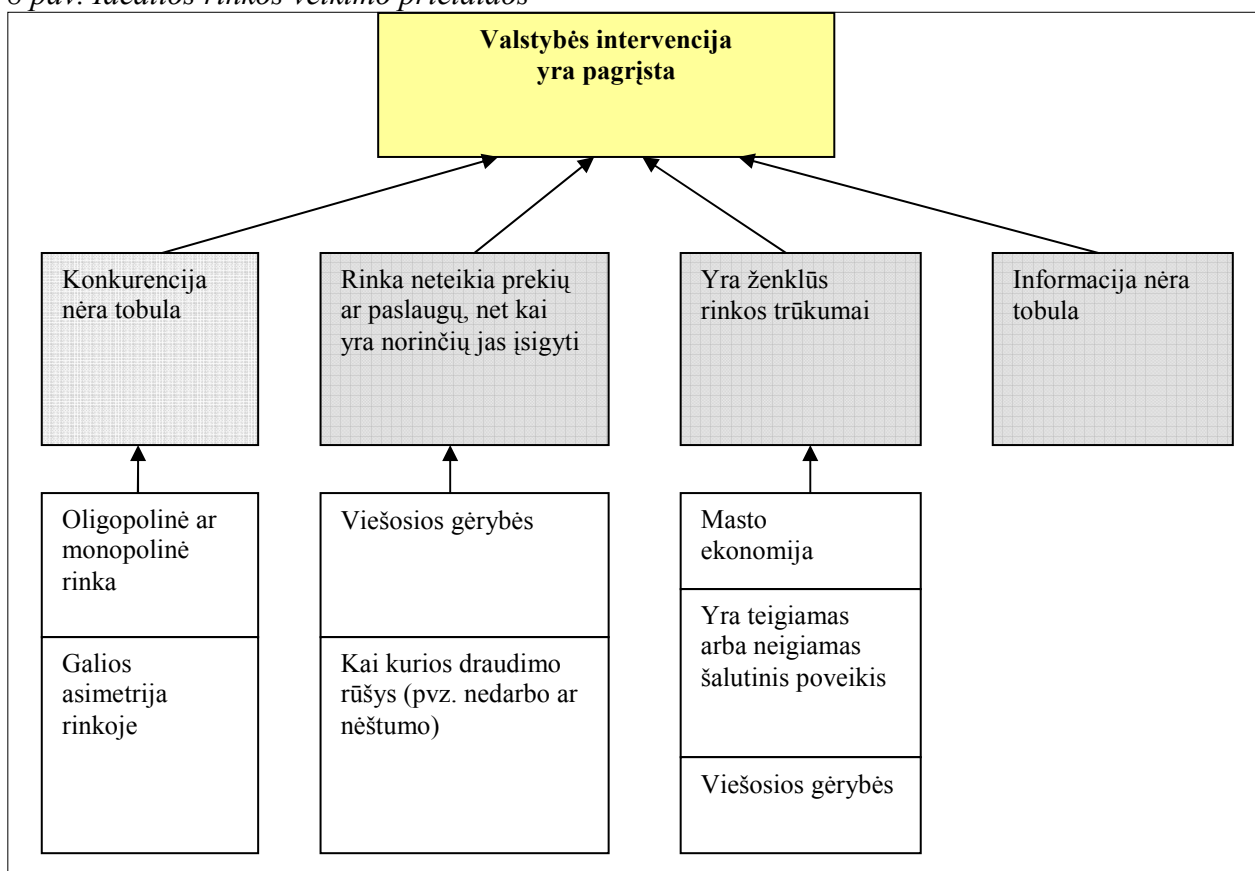 8 pav. Idealios rinkos veikimo prielaidos
Valstybės intervencija
yra pagrįsta
Konkurencija
nėra tobula
Rinka neteikia prekių
ar paslaugų, net kai
yra norinčių jas įsigyti
Yra ženklūs
rinkos trūkumai
Informacija nėra
tobula
Oligopolinė ar
monopolinė
rinka
Galios
asimetrija
rinkoje
Viešosios gėrybės
Kai kurios draudimo
rūšys (pvz. nedarbo ar
nėštumo)
Masto
ekonomija
Yra teigiamas
arba neigiamas
šalutinis poveikis
Viešosios gėrybės